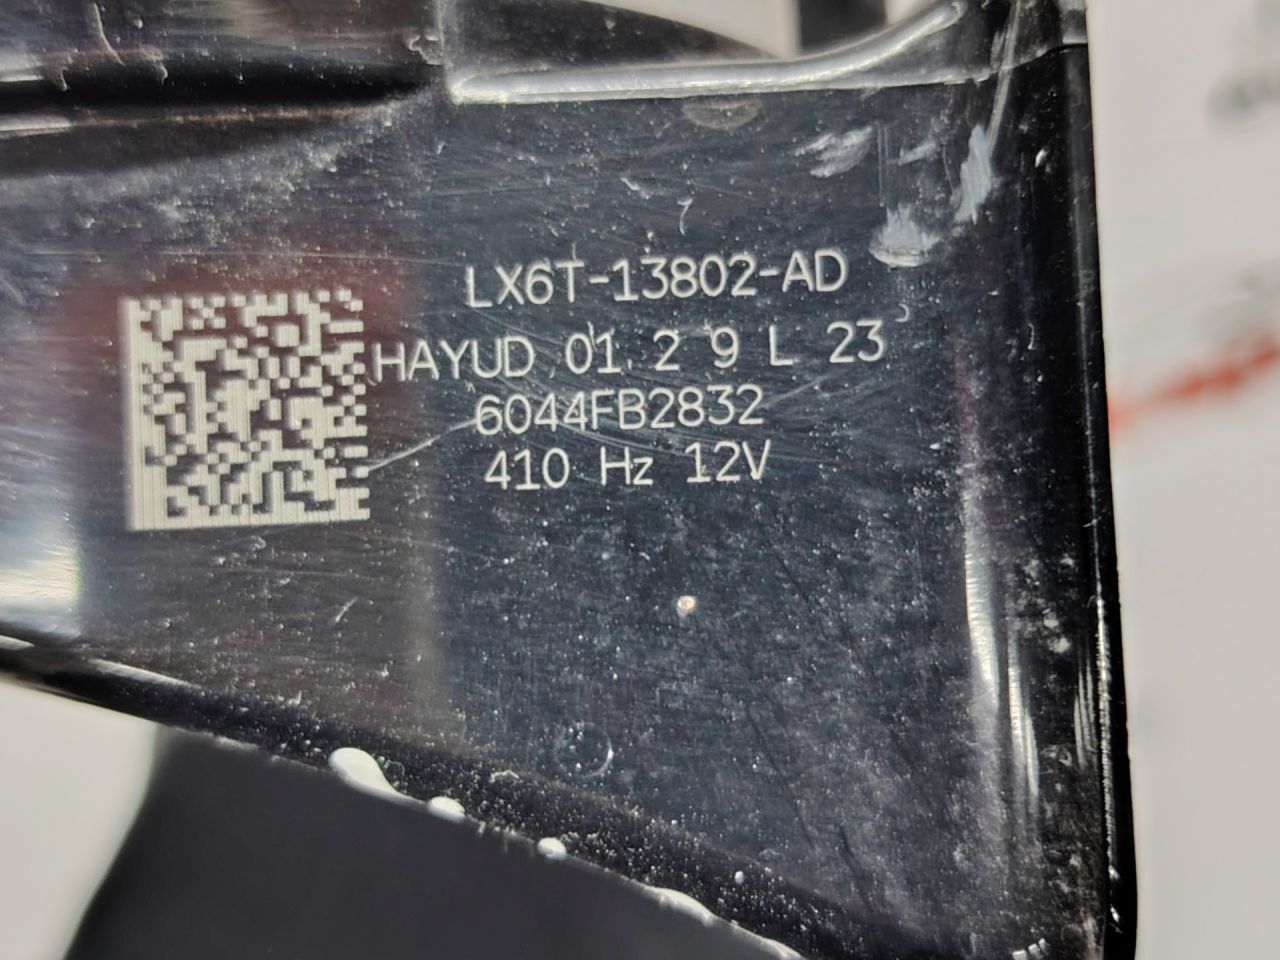 LX6T-13802-AD
HAYUD 01 2 9 L 23
6044FB2832
410 Hz 12V